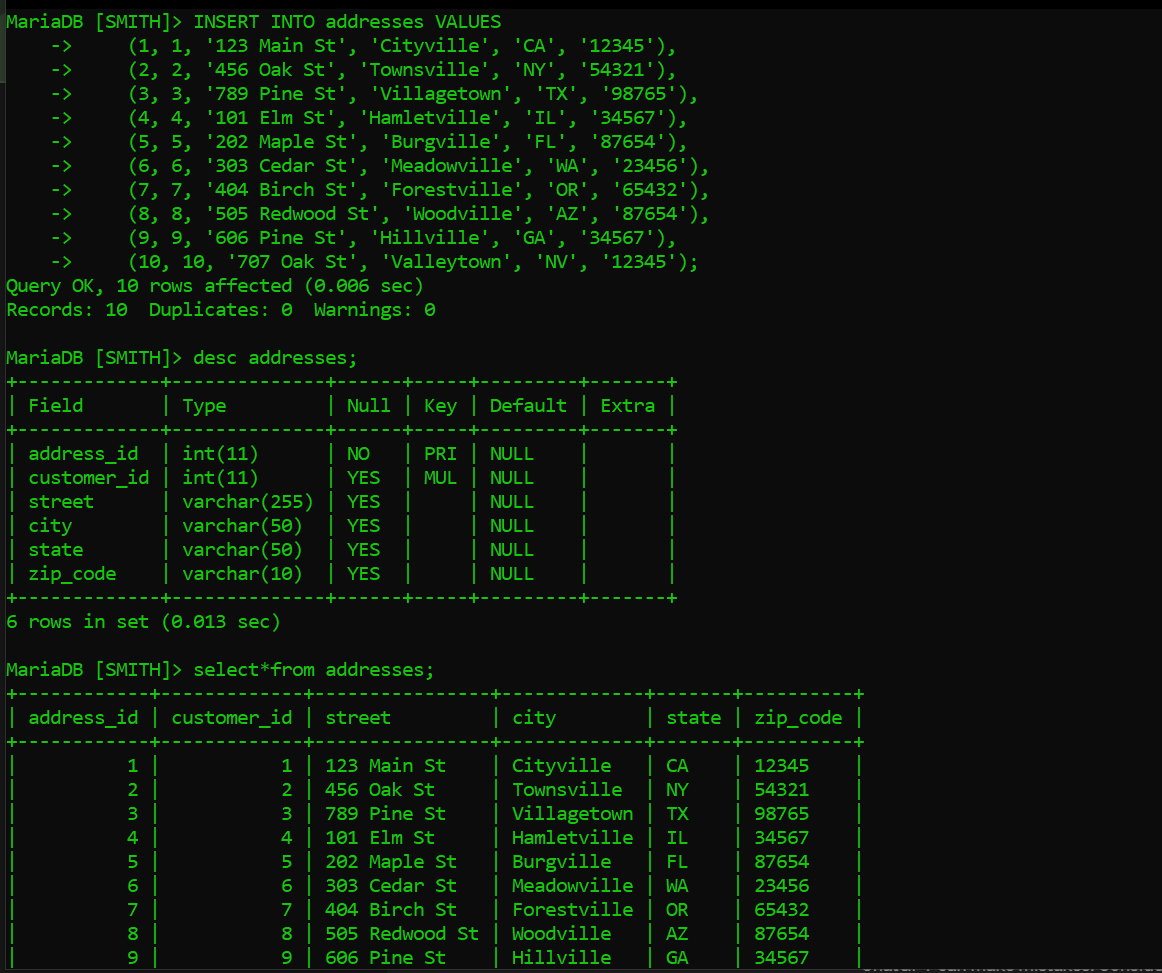 MariaDB [SMITH]> INSERT INTO addresses VALUES
    ->     (1, 1, '123 Main St', 'Cityville', 'CA', '12345'),
    ->     (2, 2, '456 Oak St', 'Townsville', 'NY', '54321'),
    ->     (3, 3, '789 Pine St', 'Villagetown', 'TX', '98765'),
    ->     (4, 4, '101 Elm St', 'Hamletville', 'IL', '34567'),
    ->     (5, 5, '202 Maple St', 'Burgville', 'FL', '87654'),
    ->     (6, 6, '303 Cedar St', 'Meadowville', 'WA', '23456'),
    ->     (7, 7, '404 Birch St', 'Forestville', 'OR', '65432'),
    ->     (8, 8, '505 Redwood St', 'Woodville', 'AZ', '87654'),
    ->     (9, 9, '606 Pine St', 'Hillville', 'GA', '34567'),
    ->     (10, 10, '707 Oak St', 'Valleytown', 'NV', '12345');
Query OK, 10 rows affected (0.006 sec)
Records: 10  Duplicates: 0  Warnings: 0
MariaDB [SMITH]> desc addresses;
+-------------+--------------+------+-----+---------+-------+
| Field       | Type         | Null | Key | Default | Extra |
+-------------+--------------+------+-----+---------+-------+
| address_id  | int(11)      | NO   | PRI | NULL    |       |
| customer_id | int(11)      | YES  | MUL | NULL    |       |
| street      | varchar(255) | YES  |     | NULL    |       |
| city        | varchar(50)  | YES  |     | NULL    |       |
| state       | varchar(50)  | YES  |     | NULL    |       |
| zip_code    | varchar(10)  | YES  |     | NULL    |       |
+-------------+--------------+------+-----+---------+-------+
6 rows in set (0.013 sec)
MariaDB [SMITH]> select*from addresses;
+------------+-------------+----------------+-------------+-------+----------+
| address_id | customer_id | street         | city        | state | zip_code |
+------------+-------------+----------------+-------------+-------+----------+
|          1 |           1 | 123 Main St    | Cityville   | CA    | 12345    |
|          2 |           2 | 456 Oak St     | Townsville  | NY    | 54321    |
|          3 |           3 | 789 Pine St    | Villagetown | TX    | 98765    |
|          4 |           4 | 101 Elm St     | Hamletville | IL    | 34567    |
|          5 |           5 | 202 Maple St   | Burgville   | FL    | 87654    |
|          6 |           6 | 303 Cedar St   | Meadowville | WA    | 23456    |
|          7 |           7 | 404 Birch St   | Forestville | OR    | 65432    |
|          8 |           8 | 505 Redwood St | Woodville   | AZ    | 87654    |
|          9 |           9 | 606 Pine St    | Hillville   | GA    | 34567    |